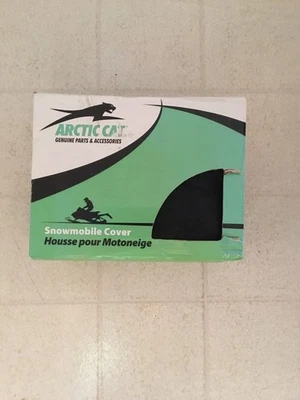 ARCTIC CAT
GENUINE PARTS & ACCESSORIES
Snowmobile Cover
Housse pour Motoneige